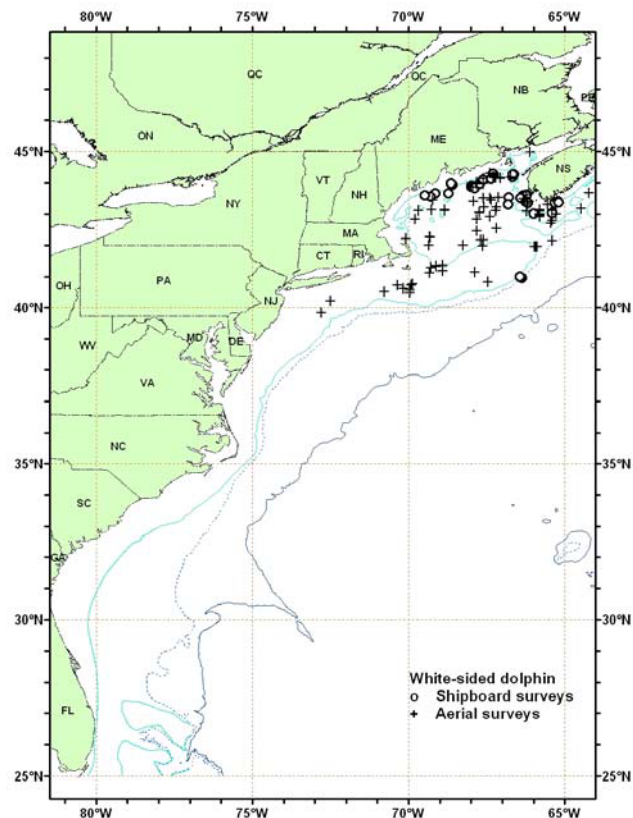 80°W 75°W 70°W 65°W
QC QC NB
PE
ON ME
45°N 45°N
VT NS
NH
NY
MA
CT RI
OH PA
40°N NJ 40°N
MD DE
WV
VA
NC
35°N 35°N
SC
GA
30°N 30°N
White-sided dolphin
Shipboard surveys
FL
Aerial surveys
25°N 25°N
80°W 75°W 70°W 65°W